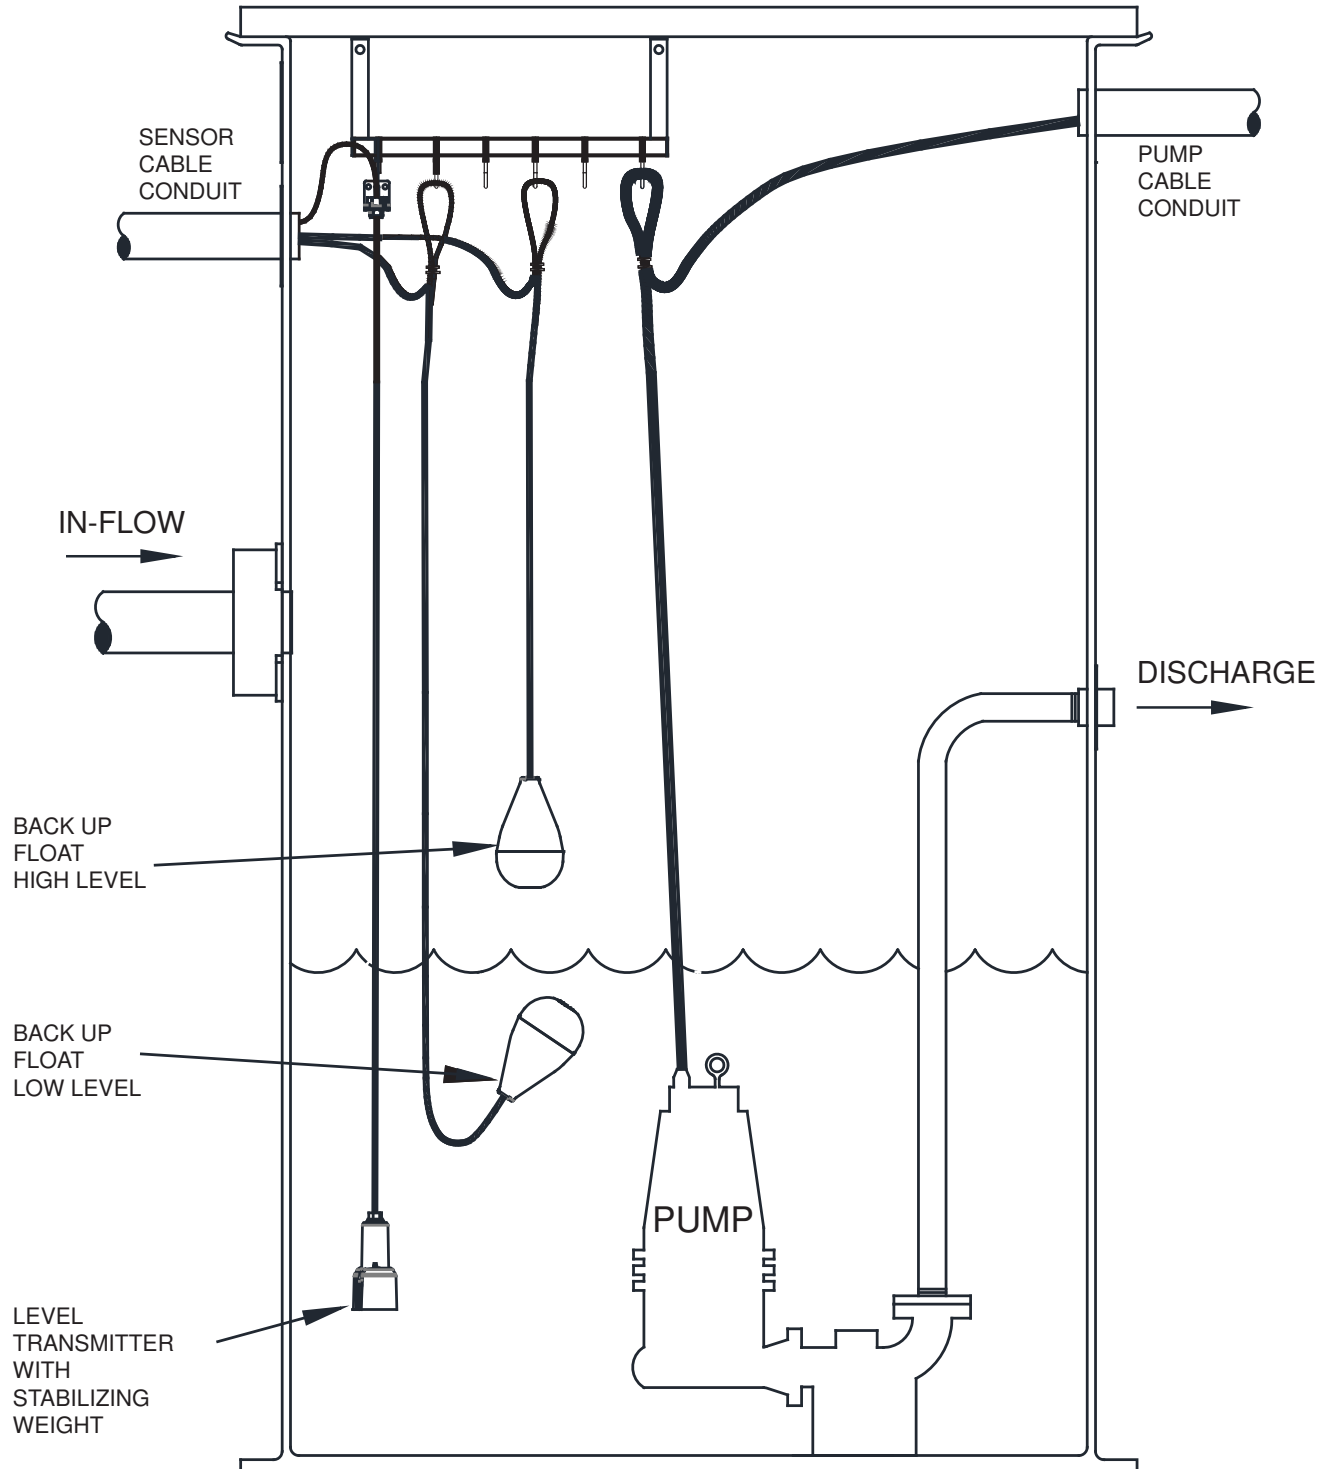 SENSOR
CABLE
CONDUIT
PUMP
CABLE
CONDUIT
IN-FLOW
DISCHARGE
BACK UP
FLOAT
HIGH LEVEL
BACK UP
FLOAT
LOW LEVEL
PUMP
LEVEL
TRANSMITTER
WITH
STABILIZING
WEIGHT